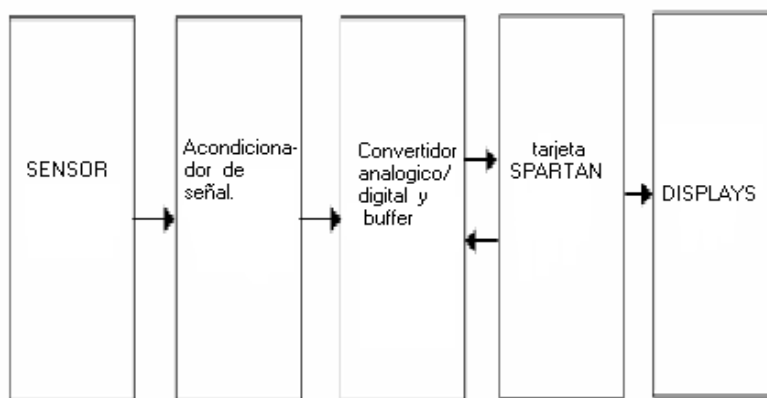 SENSOR
Acondiciona-
dor de
señal.
Convertidor
analogico/
digital y
buffer
tarjeta
SPARTAN
DISPLAYS